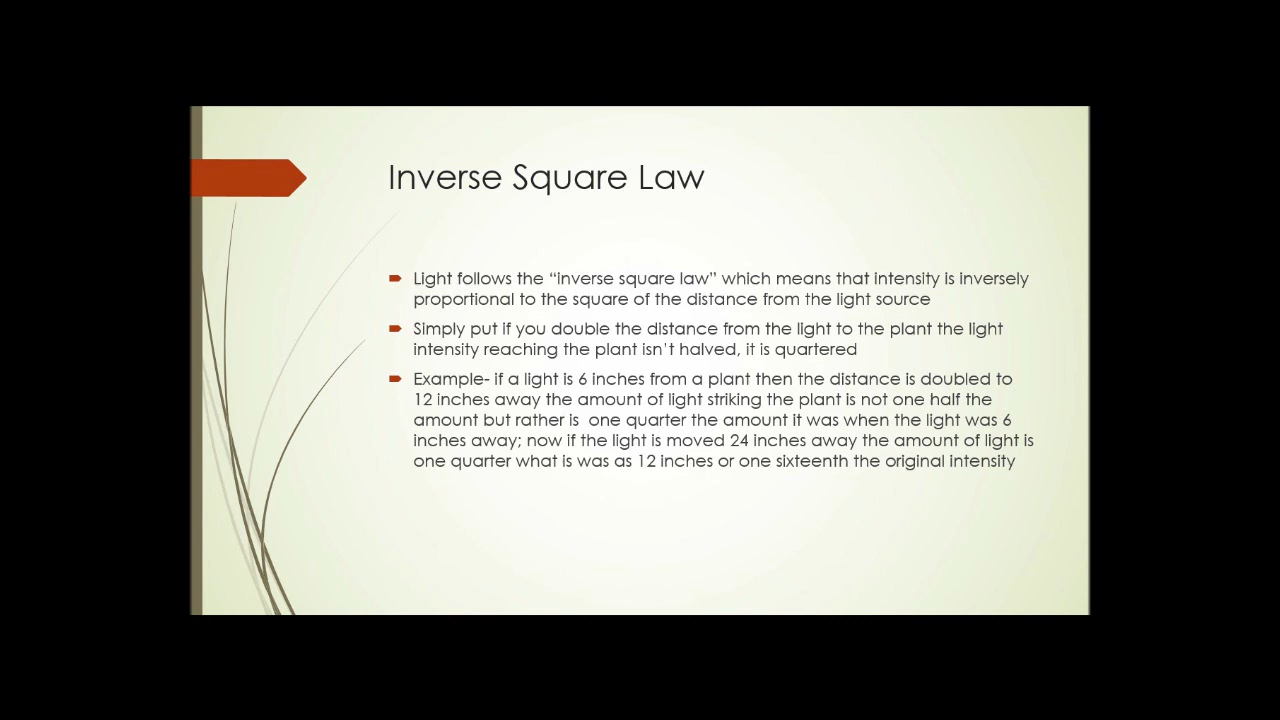 Inverse Square Law
Light follows the “inverse square law” which means that intensity is inversely
proportional to the square of the distance from the light source
Simply put if you double the distance from the light to the plant the light
intensity reaching the plant isn’t halved, it is quartered
Example- if a light is 6 inches from a plant then the distance is doubled to
12 inches away the amount of light striking the plant is not one half the
amount but rather is  one quarter the amount it was when the light was 6
inches away; now if the light is moved 24 inches away the amount of light is
one quarter what is was as 12 inches or one sixteenth the original intensity